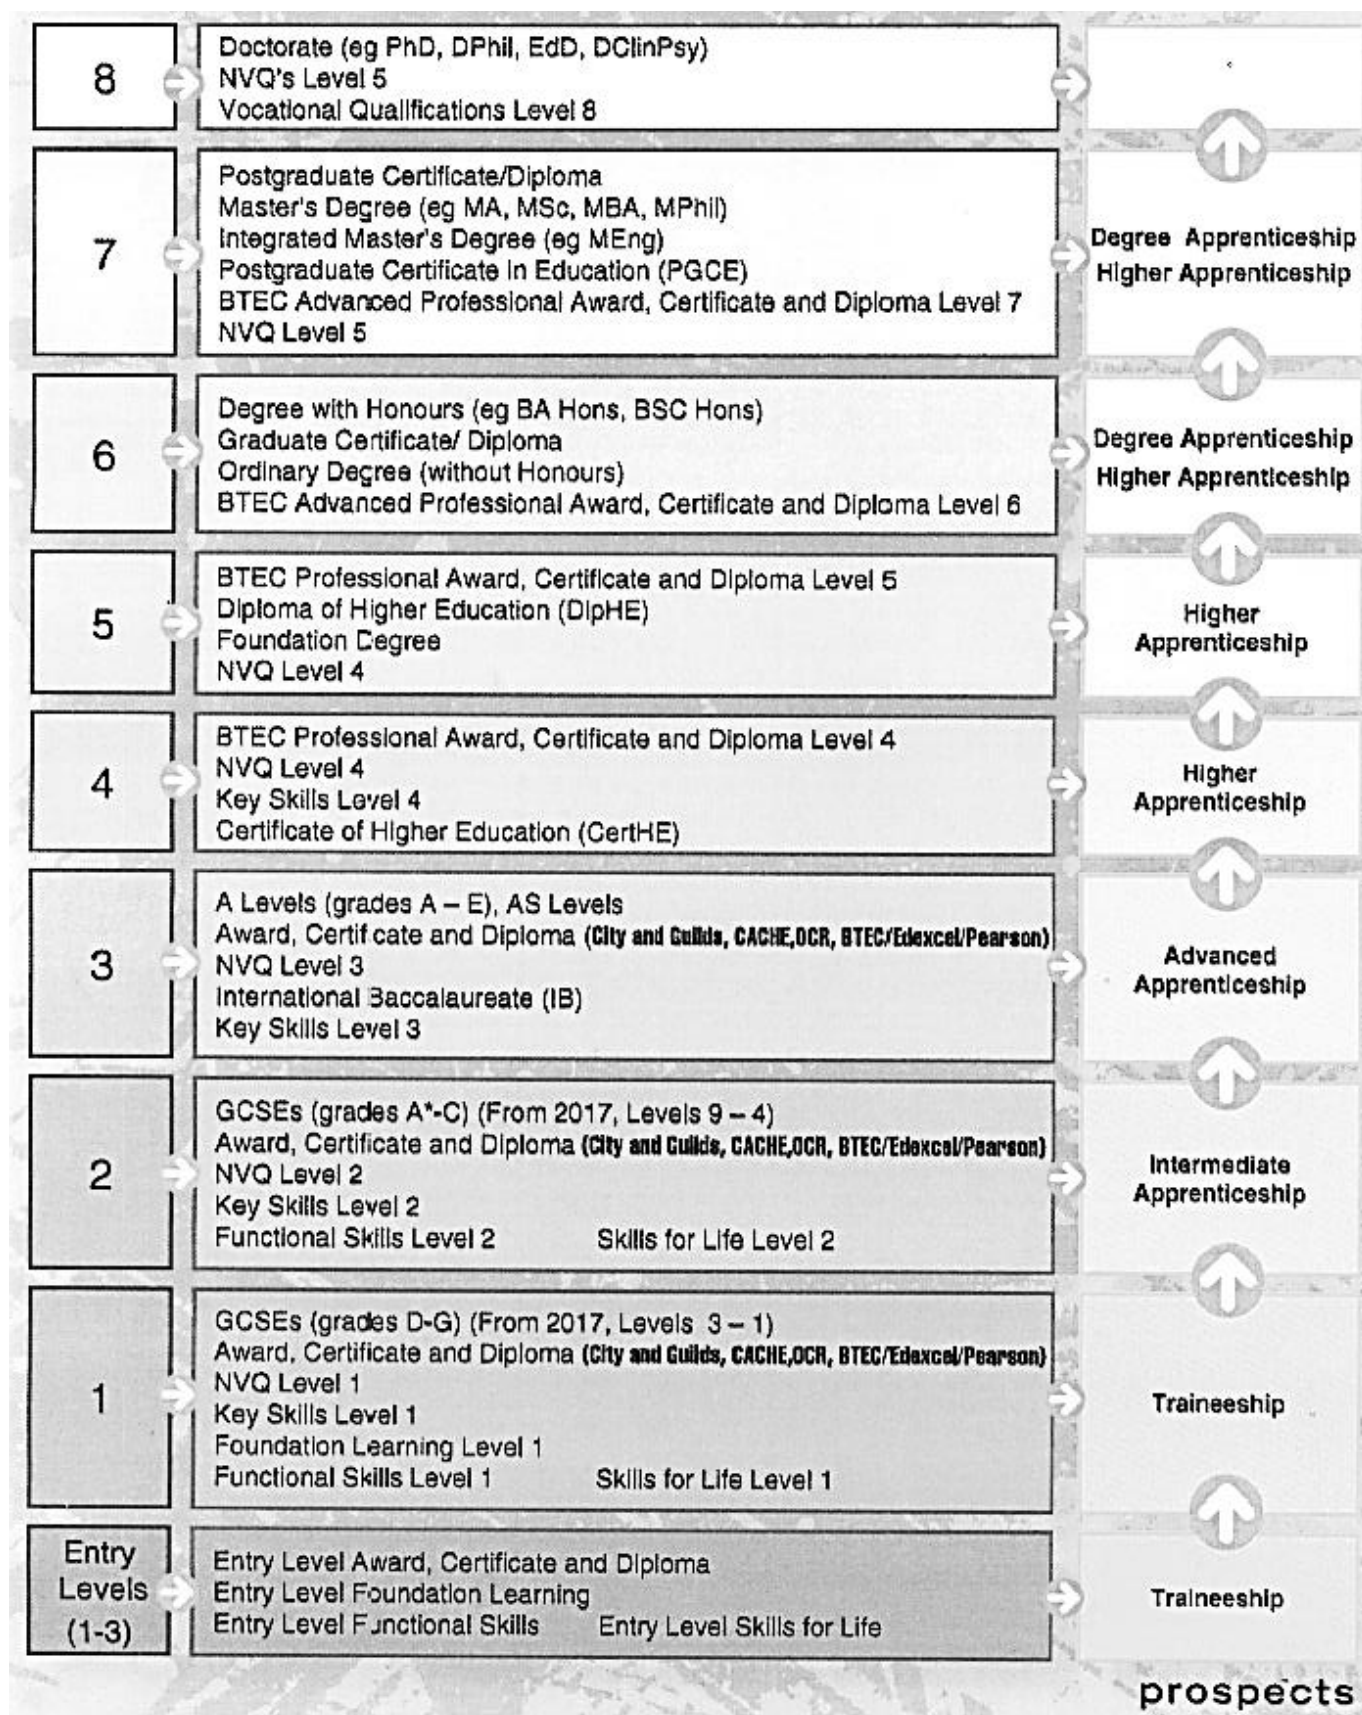 8
Doctorate (eg PhD, DPhil, EdD, DClinPsy)
NVQ's Level 5
Vocational Qualifications Level 8
7
Postgraduate Certificate/Diploma
Master's Degree (eg MA, MSc, MBA, MPhil)
Integrated Master's Degree (eg MEng)
Postgraduate Certificate in Education (PGCE)
BTEC Advanced Professional Award, Certificate and Diploma Level 7
NVQ Level 5
Degree Apprenticeship
Higher Apprenticeship
6
Degree with Honours (eg BA Hons, BSC Hons)
Graduate Certificate/ Diploma
Ordinary Degree (without Honours)
BTEC Advanced Professional Award, Certificate and Diploma Level 6
Degree Apprenticeship
Higher Apprenticeship
5
BTEC Professional Award, Certificate and Diploma Level 5
Diploma of Higher Education (DipHE)
Foundation Degree
NVQ Level 4
Higher
Apprenticeship
4
BTEC Professional Award, Certificate and Diploma Level 4
NVQ Level 4
Key Skills Level 4
Certificate of Higher Education (CertHE)
Higher
Apprenticeship
3
A Levels (grades A – E), AS Levels
Award, Certificate and Diploma (City and Guilds, CACHE,OCR, BTEC/Edexcel/Pearson)
NVQ Level 3
International Baccalaureate (IB)
Key Skills Level 3
Advanced
Apprenticeship
2
GCSEs (grades A*-C) (From 2017, Levels 9 – 4)
Award, Certificate and Diploma (City and Guilds, CACHE,OCR, BTEC/Edexcel/Pearson)
NVQ Level 2
Key Skills Level 2
Functional Skills Level 2 Skills for Life Level 2
Intermediate
Apprenticeship
1
GCSEs (grades D-G) (From 2017, Levels 3 – 1)
Award, Certificate and Diploma (City and Guilds, CACHE,OCR, BTEC/Edexcel/Pearson)
NVQ Level 1
Key Skills Level 1
Foundation Learning Level 1
Functional Skills Level 1 Skills for Life Level 1
Traineeship
Entry
Levels
(1-3)
Entry Level Award, Certificate and Diploma
Entry Level Foundation Learning
Entry Level Functional Skills Entry Level Skills for Life
Traineeship
prospects